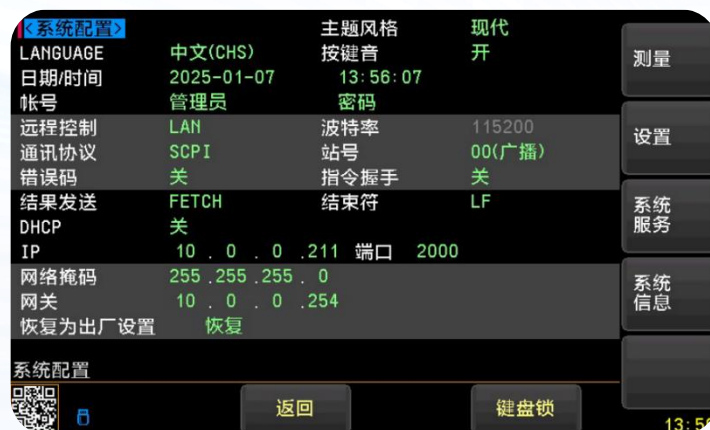 <系统配置> 主题风格 现代
LANGUAGE 中文(CHS) 按键音 开
日期/时间 2025-01-07 13:56:07
帐号 管理员 密码
远程控制 LAN 波特率 115200
通讯协议 SCPI 站号 00(广播)
错误码 关 指令握手 关
结果发送 FETCH 结束符 LF
DHCP 关
IP 10 . 0 . 0 .211 端口 2000
网络掩码 255 .255 .255 . 0
网关 10 . 0 . 0 .254
恢复为出厂设置 恢复
系统配置
测量
设置
系统
服务
系统
信息
返回 键盘锁